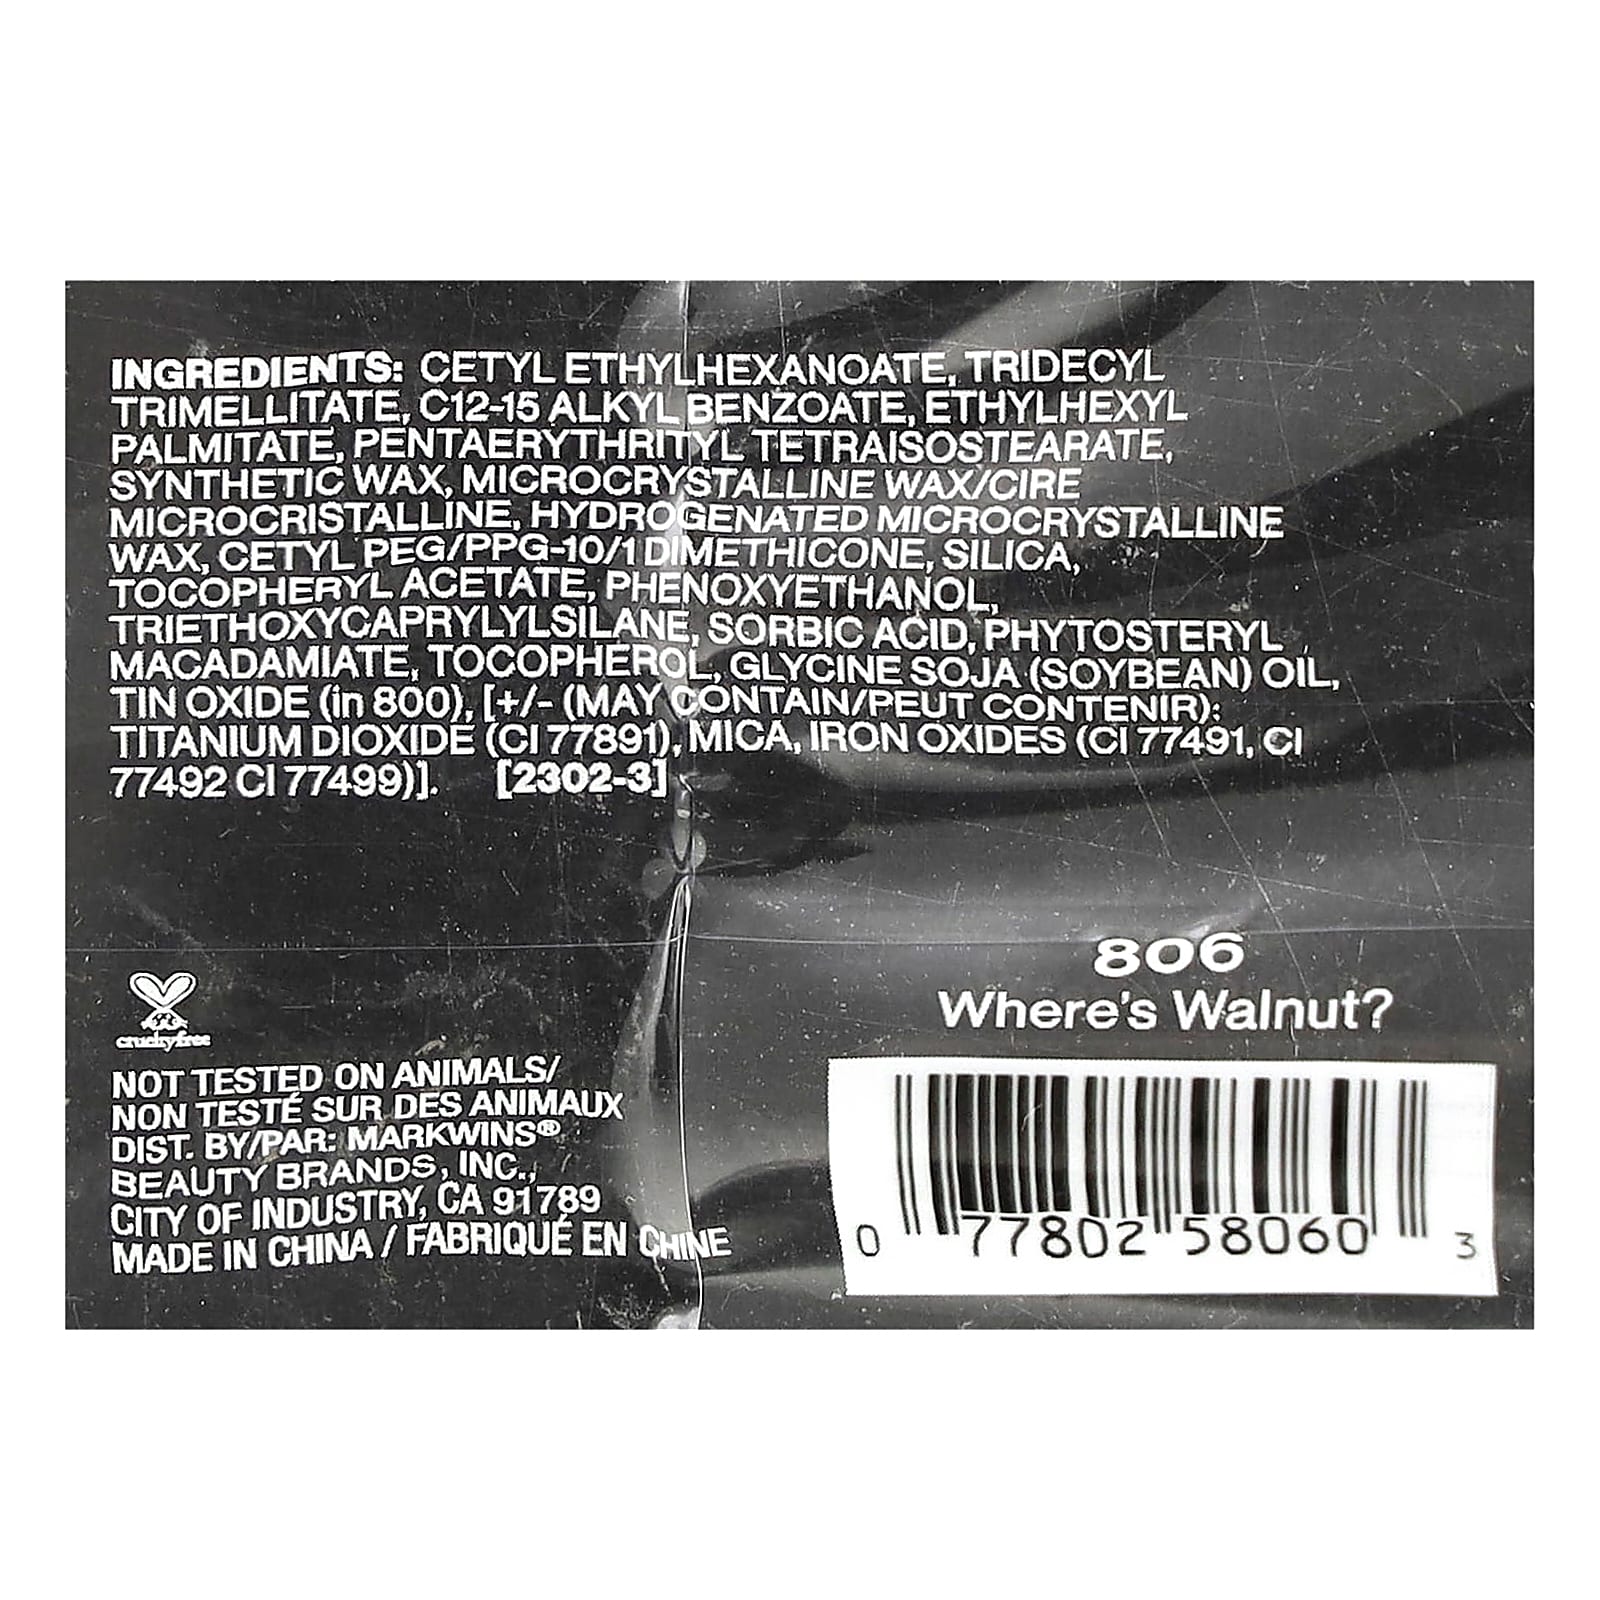 INGREDIENTS: CETYL ETHYLHEXANOATE, TRIDECYL
TRIMELLITATE, C12-15 ALKYL BENZOATE, ETHYLHEXYL
PALMITATE, PENTAERYTHRITYL TETRAISOSTEARATE,
SYNTHETIC WAX, MICROCRYSTALLINE WAX/CIRE
MICROCRISTALLINE, HYDROGENATED MICROCRYSTALLINE
WAX, CETYL PEG/PPG-10/1 DIMETHICONE, SILICA,
TOCOPHERYL ACETATE, PHENOXYETHANOL,
TRIETHOXYCAPRYLYLSILANE, SORBIC ACID, PHYTOSTERYL
MACADAMIATE, TOCOPHEROL, GLYCINE SOJA (SOYBEAN) OIL,
TIN OXIDE (in 800), [+/- (MAY CONTAIN/PEUT CONTENIR):
TITANIUM DIOXIDE (CI 77891), MICA, IRON OXIDES (CI 77491, CI
77492 CI 77499)]. [2302-3]
806
Where's Walnut?
crueltyfree
NOT TESTED ON ANIMALS/
NON TESTÉ SUR DES ANIMAUX
DIST. BY/PAR: MARKWINS®
BEAUTY BRANDS, INC.,
CITY OF INDUSTRY, CA 91789
MADE IN CHINA / FABRIQUÉ EN CHINE
0 77802 58060 3